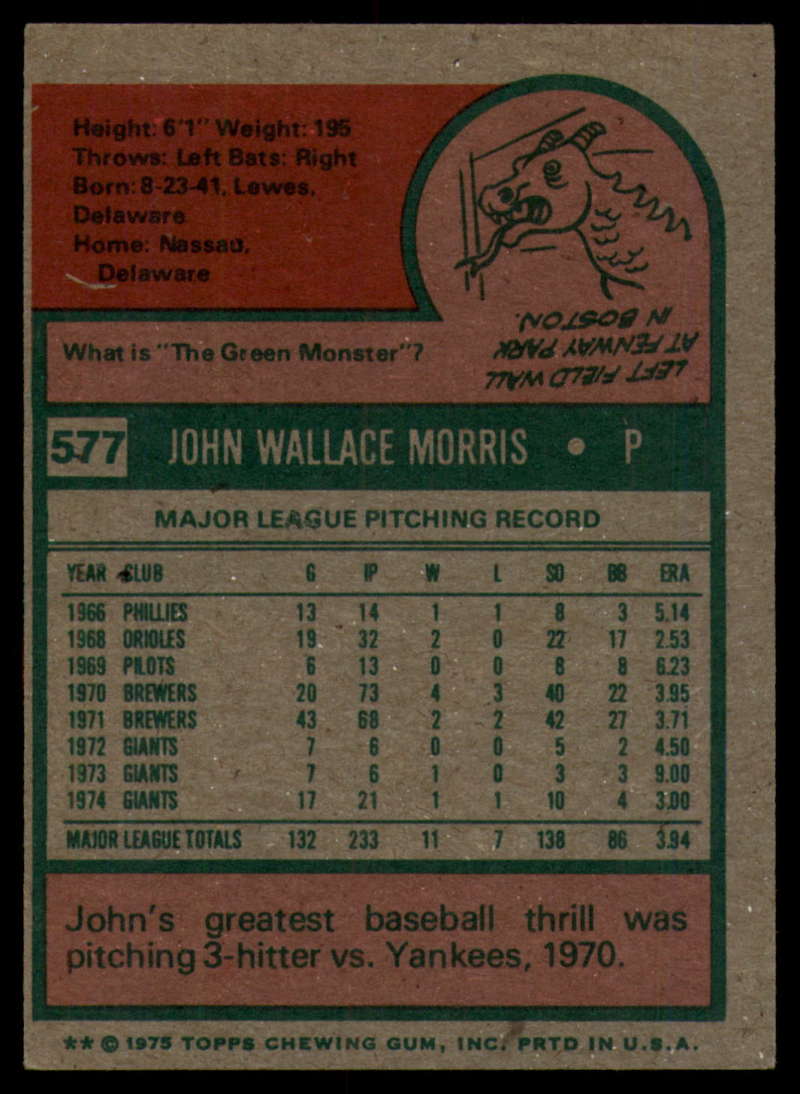 Height: 6'1" Weight: 195
Throws: Left Bats: Right
Born: 8-23-41, Lewes,
Delaware
Home: Nassau,
Delaware
What is "The Green Monster"?
LEFT FIELD WALL
AT FENWAY PARK
IN BOSTON.
577 JOHN WALLACE MORRIS • P
MAJOR LEAGUE PITCHING RECORD
YEAR CLUB G IP W L SO BB ERA
1966 PHILLIES 13 14 1 1 8 3 5.14
1968 ORIOLES 19 32 2 0 22 17 2.53
1969 PILOTS 6 13 0 0 8 8 6.23
1970 BREWERS 20 73 4 3 40 22 3.95
1971 BREWERS 43 68 2 2 42 27 3.71
1972 GIANTS 7 6 0 0 5 2 4.50
1973 GIANTS 7 6 1 0 3 3 9.00
1974 GIANTS 17 21 1 1 10 4 3.00
MAJOR LEAGUE TOTALS 132 233 11 7 138 86 3.94
John's greatest baseball thrill was
pitching 3-hitter vs. Yankees, 1970.
** © 1975 TOPPS CHEWING GUM, INC. PRTD IN U.S.A.